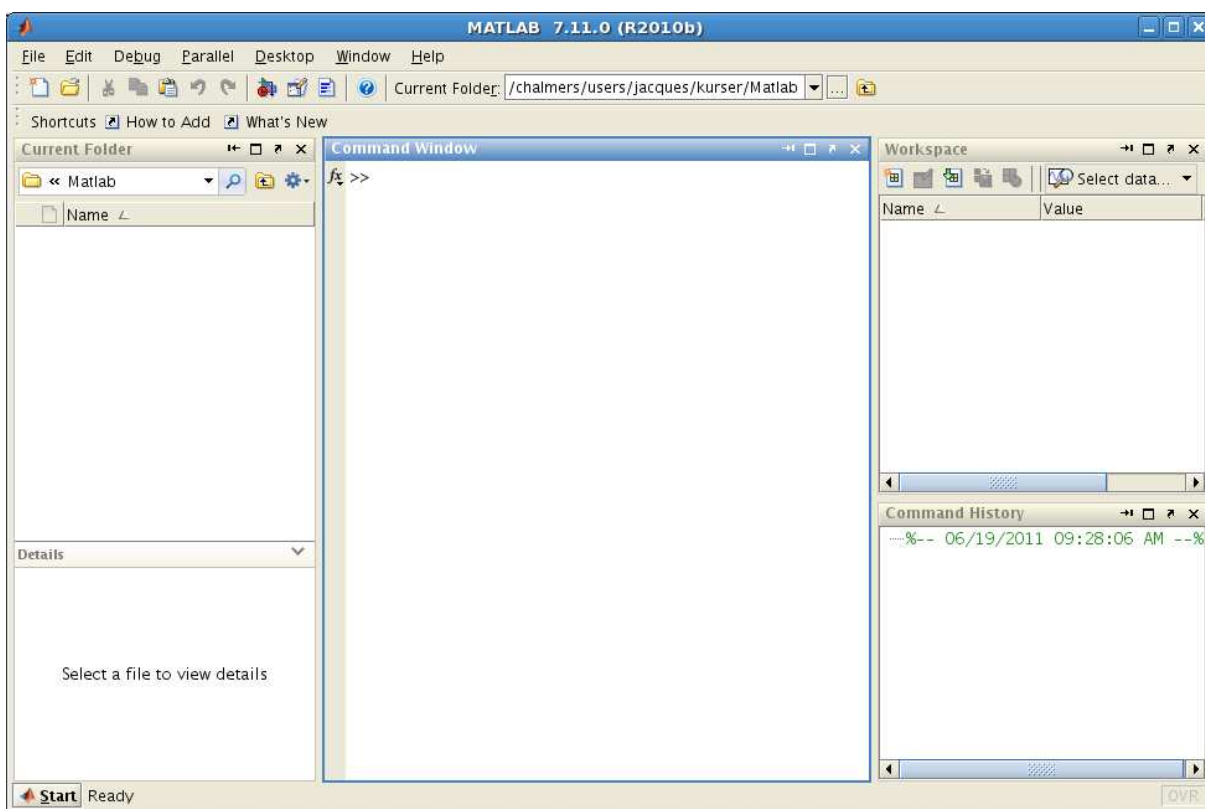 MATLAB 7.11.0 (R2010b)
File Edit Debug Parallel Desktop Window Help
Current Folder: /chalmers/users/jacques/kurser/Matlab ...
Shortcuts How to Add What's New
Current Folder
« Matlab
Name
Details
Select a file to view details
Command Window
fx >>
Workspace
Select data...
Name Value
Command History
%-- 06/19/2011 09:28:06 AM --%
Start Ready
OVR